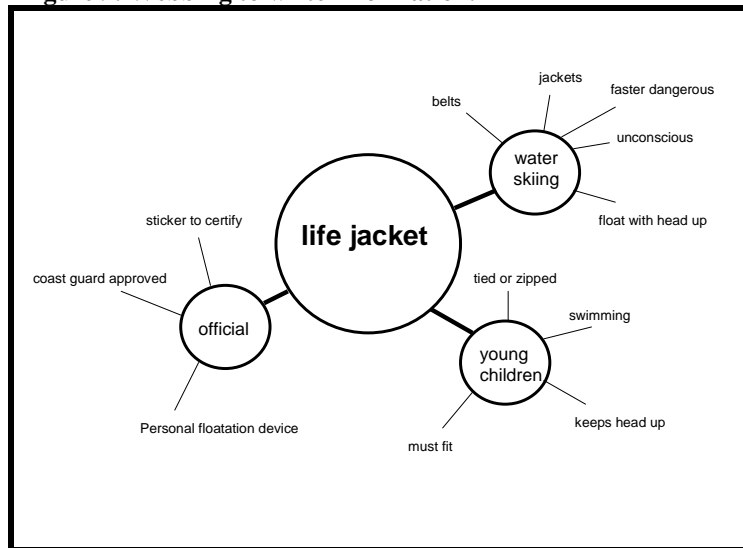 jackets
faster dangerous
belts
unconscious
water
skiing
float with head up
life jacket
sticker to certify
coast guard approved
official
Personal floatation device
tied or zipped
swimming
young
children
keeps head up
must fit